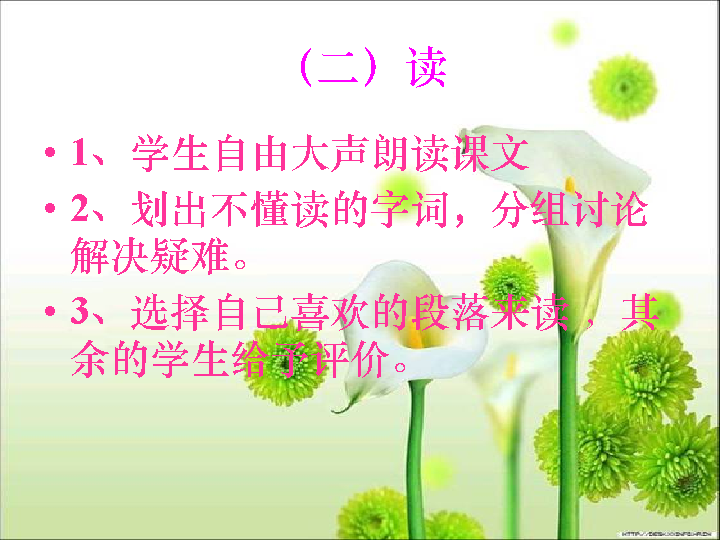 （二）读
• 1、学生自由大声朗读课文
• 2、划出不懂读的字词，分组讨论
解决疑难。
• 3、选择自己喜欢的段落来读，其
余的学生给予评价。